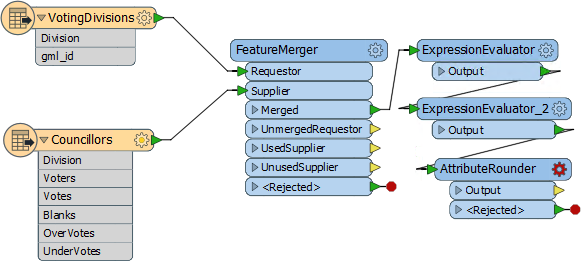 VotingDivisions
Division
gml_id
Councillors
Division
Voters
Votes
Blanks
OverVotes
UnderVotes
FeatureMerger
Requestor
Supplier
Merged
UnmergedRequestor
UsedSupplier
UnusedSupplier
<Rejected>
ExpressionEvaluator
Output
ExpressionEvaluator_2
Output
AttributeRounder
Output
<Rejected>